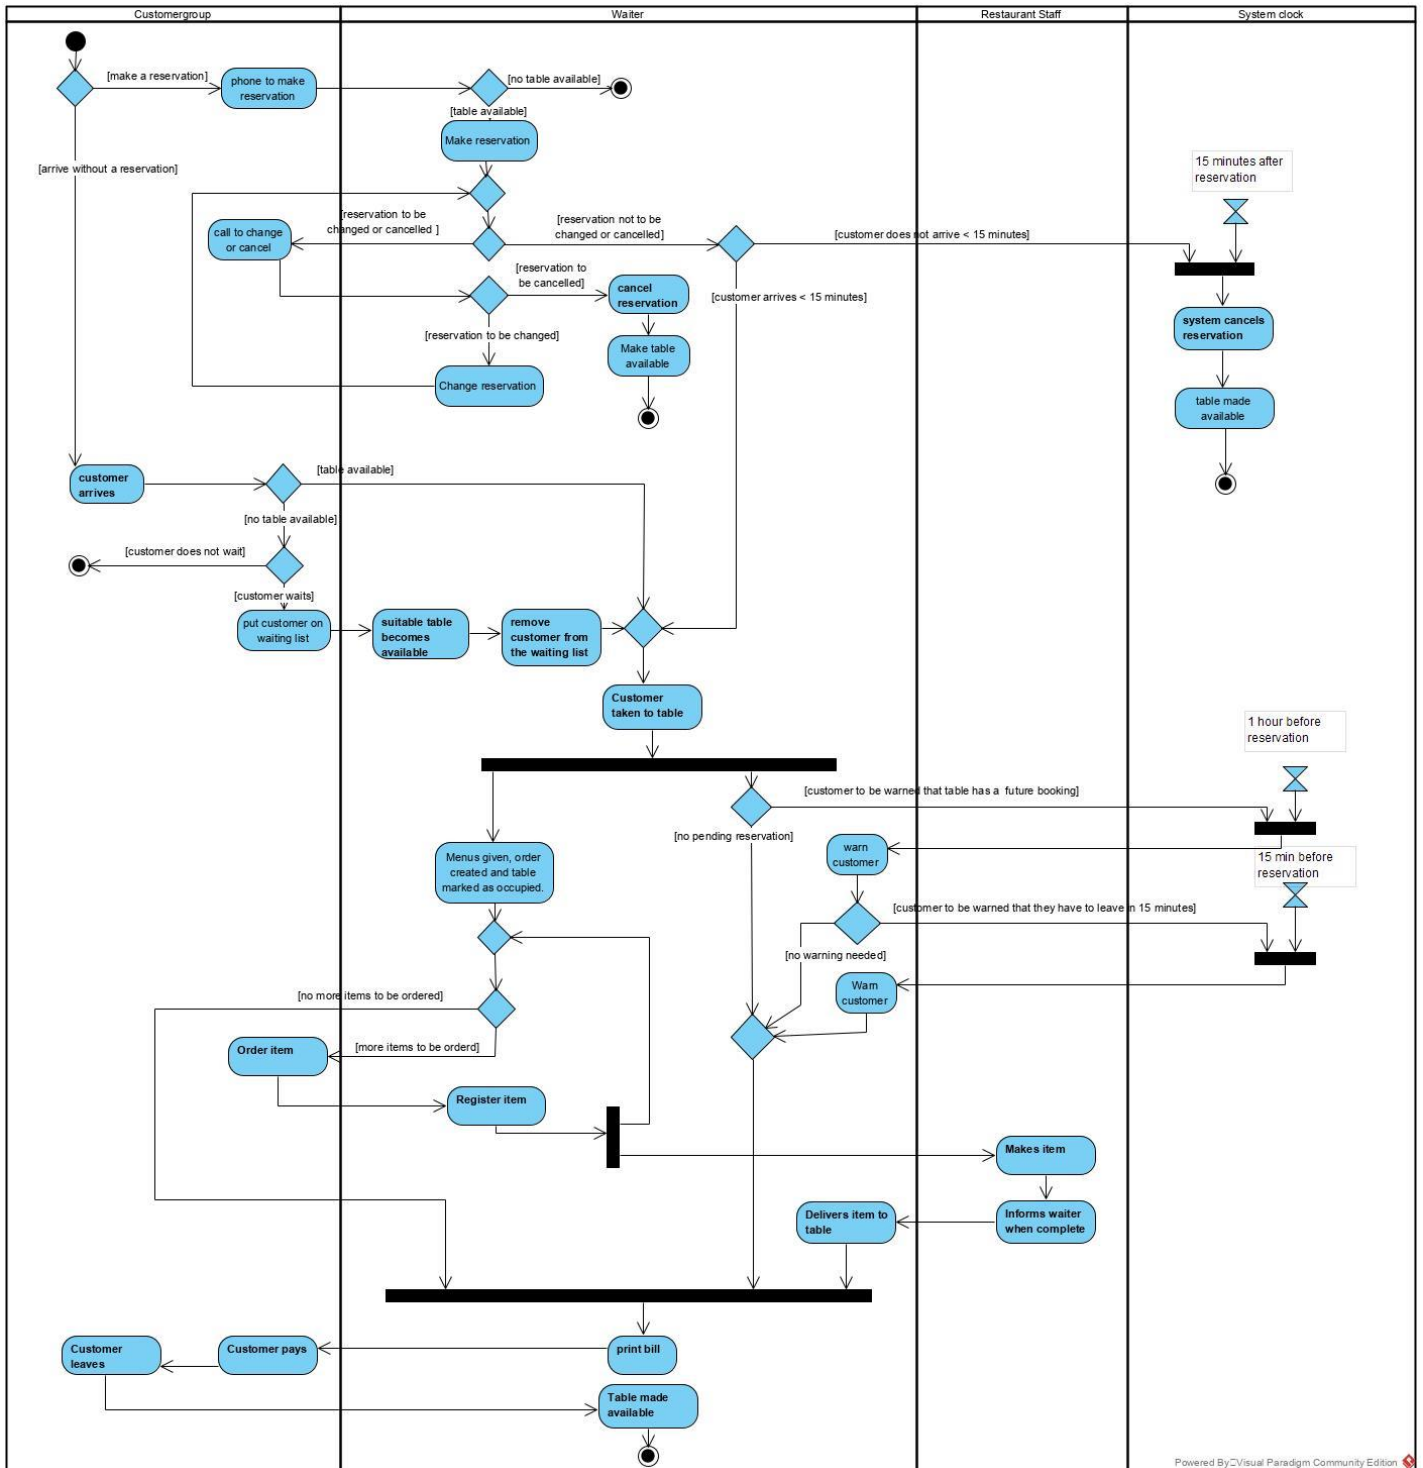 Customergroup
Waiter
Restaurant Staff
System clock
[make a reservation]
phone to make
reservation
[no table available]
[table available]
Make reservation
[arrive without a reservation]
15 minutes after
reservation
[reservation to be
changed or cancelled ]
[reservation not to be
changed or cancelled]
call to change
or cancel
[customer does not arrive < 15 minutes]
[reservation to
be cancelled]
cancel
reservation
[customer arrives < 15 minutes]
system cancels
reservation
[reservation to be changed]
Make table
available
Change reservation
table made
available
customer
arrives
[table available]
[no table available]
[customer does not wait]
[customer waits]
put customer on
waiting list
suitable table
becomes
available
remove
customer from
the waiting list
Customer
taken to table
1 hour before
reservation
[customer to be warned that table has a future booking]
[no pending reservation]
warn
customer
Menus given, order
created and table
marked as occupied.
15 min before
reservation
[customer to be warned that they have to leave in 15 minutes]
[no warning needed]
Warn
customer
[no more items to be ordered]
[more items to be orderd]
Order item
Register item
Makes item
Delivers item to
table
Informs waiter
when complete
Customer
leaves
Customer pays
print bill
Table made
available
Powered By Visual Paradigm Community Edition